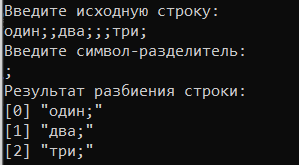 Введите исходную строку:
один;;два;;;три;
Введите символ-разделитель:
;
Результат разбиения строки:
[0] "один;"
[1] "два;"
[2] "три;"